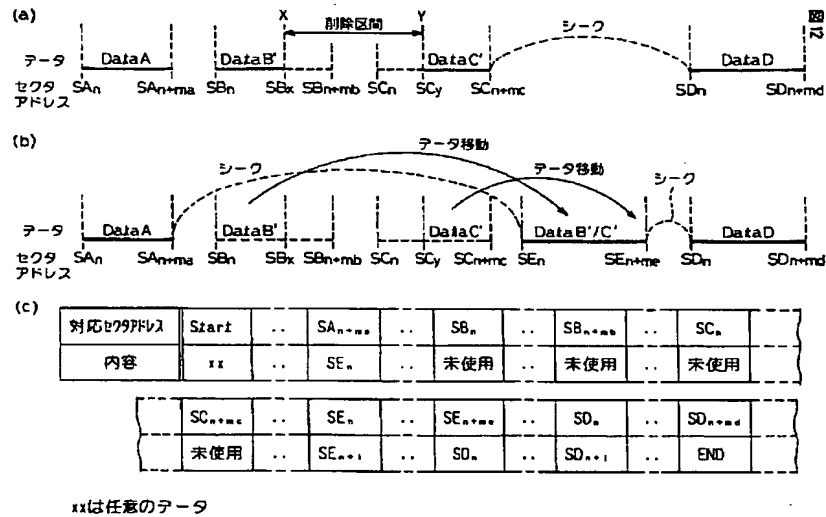 図12
(a) X Y
削除区間
シーク
データ DataA DataB' DataC' DataD
セクタアドレス SAn SAn+ma SBn SBx SBn+mb SCn SCy SCn+mc SDn SDn+md
(b)
シーク データ移動 データ移動 シーク
データ DataA DataB' DataC' DataB'/C' DataD
セクタアドレス SAn SAn+ma SBn SBx SBn+mb SCn SCy SCn+mc SEn SEn+me SDn SDn+md
(c)
対応セクタアドレス Start .. SAn+ma .. SBn .. SBn+mb .. SCn
内容 xx .. SEn .. 未使用 .. 未使用 .. 未使用
SCn+mc .. SEn .. SEn+me .. SDn .. SDn+md
未使用 .. SEn+1 .. SDn .. SDn+1 .. END
xxは任意のデータ